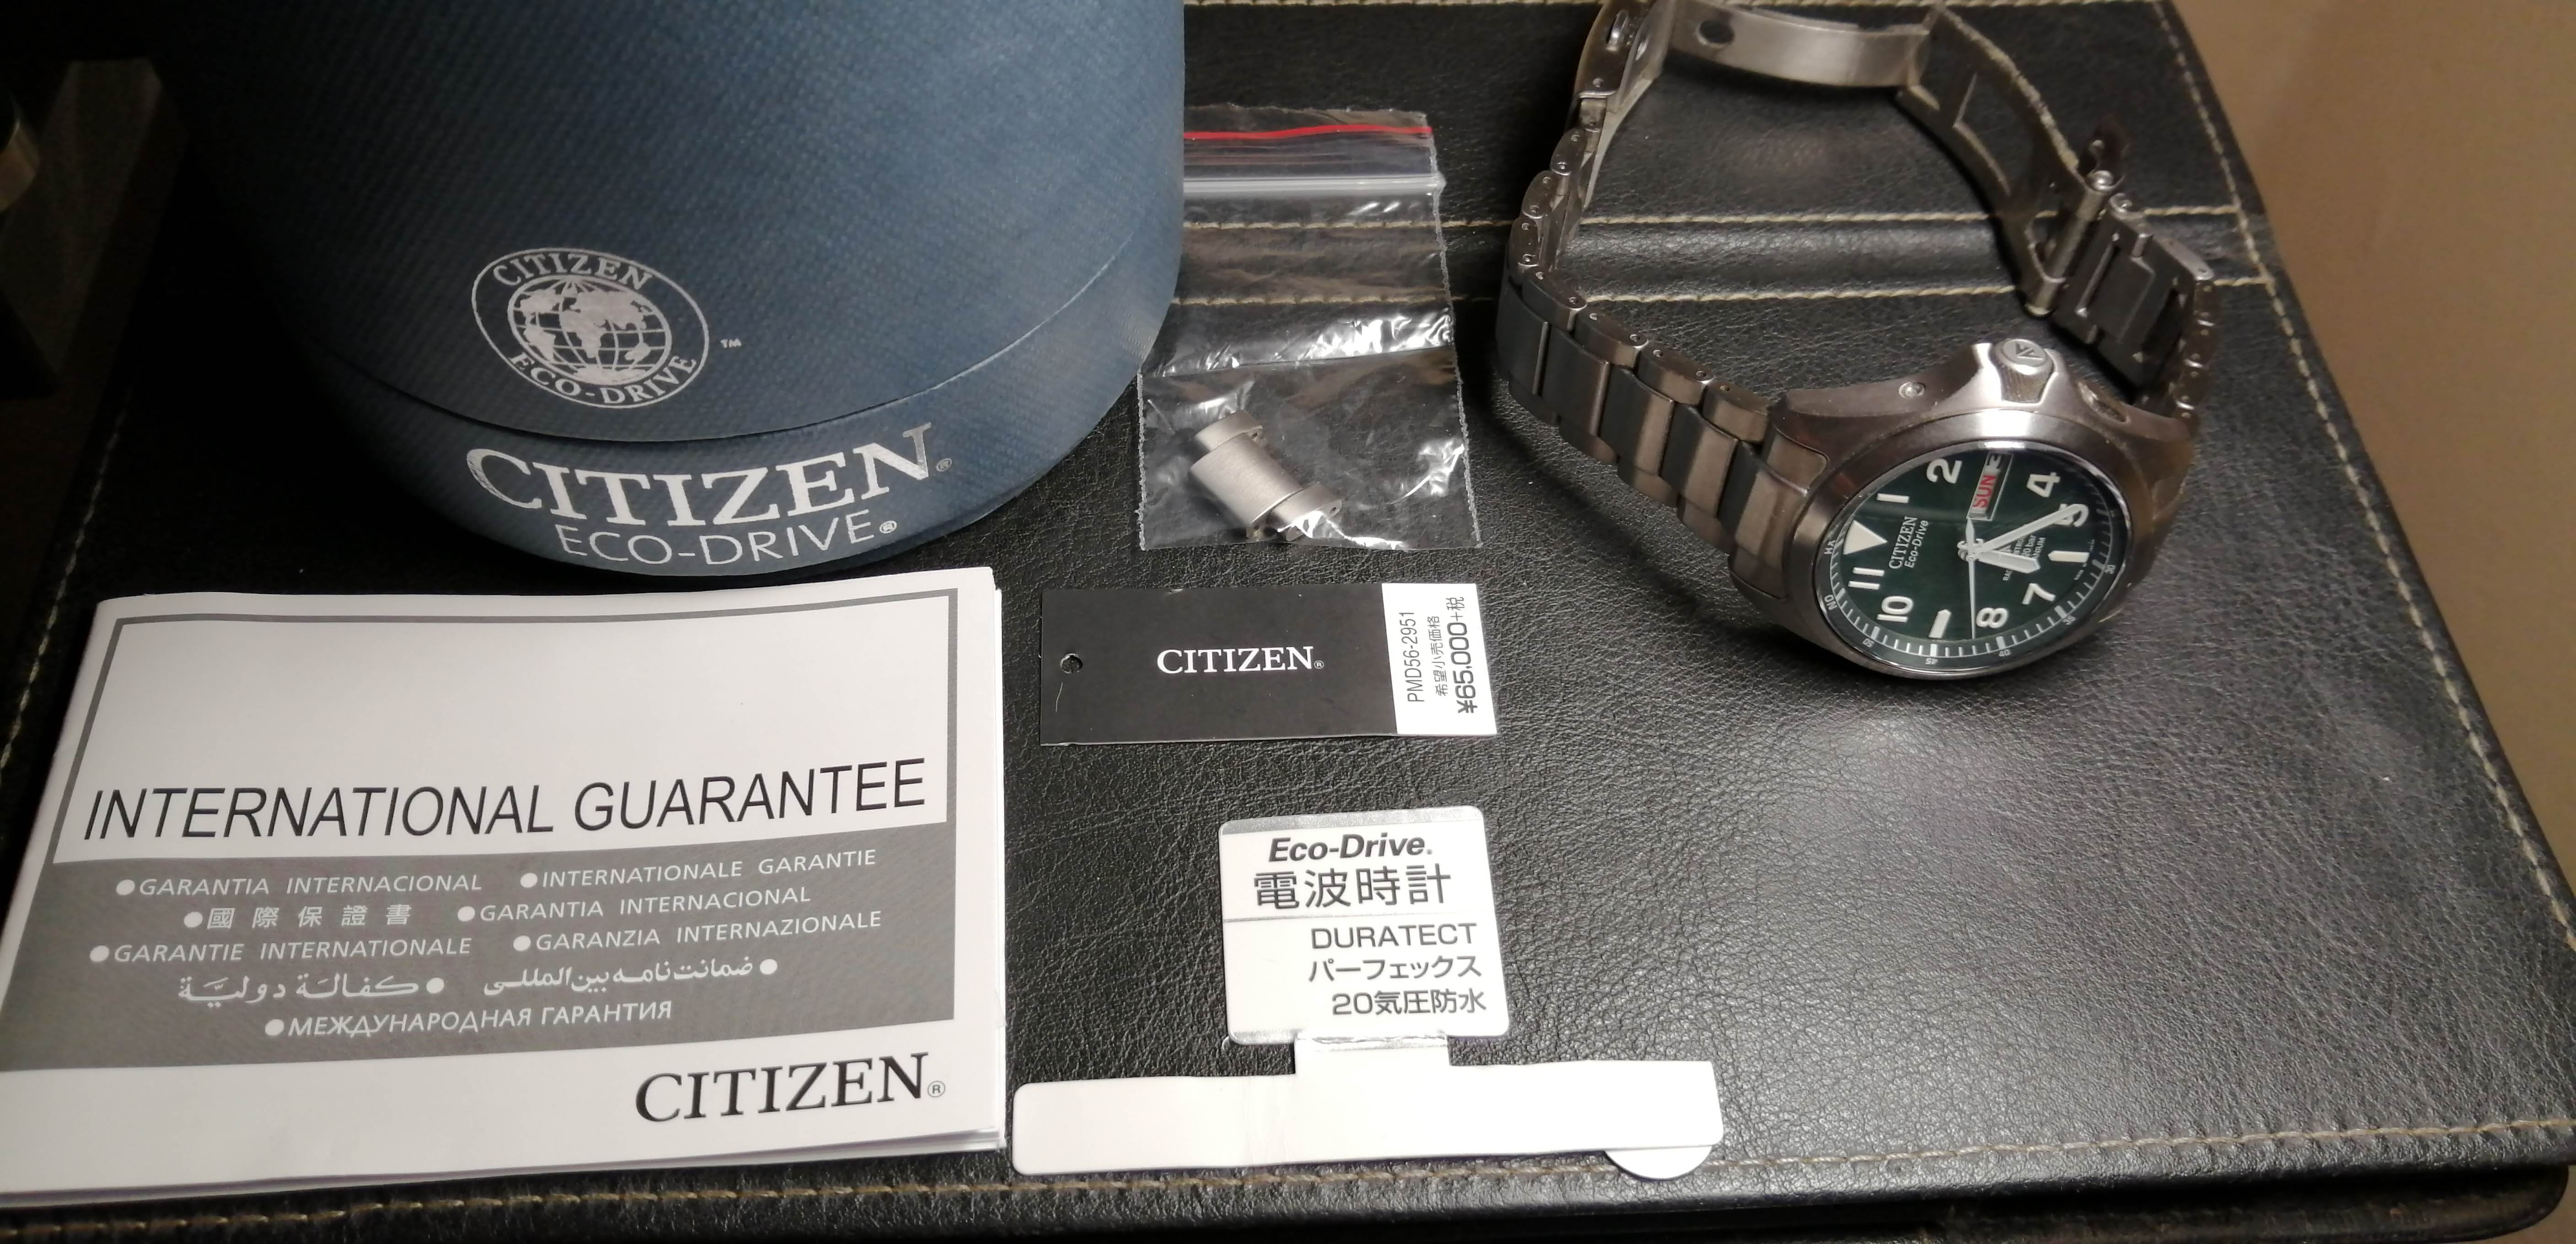 CITIZEN
ECO-DRIVE
TM
CITIZEN®
ECO-DRIVE®
INTERNATIONAL GUARANTEE
●GARANTIA INTERNACIONAL ●INTERNATIONALE GARANTIE
●國際保證書 ●GARANTIA INTERNACIONAL
●GARANTIE INTERNATIONALE ●GARANZIA INTERNAZIONALE
●ضمانت‌نامه بین‌المللی ●كفالة دوليّة
●МЕЖДУНАРОДНАЯ ГАРАНТИЯ
CITIZEN®
CITIZEN®
PMD56-2951
希望小売価格
¥65,000+税
Eco-Drive®
電波時計
DURATECT
パーフェックス
20気圧防水
CITIZEN
Eco-Drive
SUN
1
2
4
5
7
8
10
11